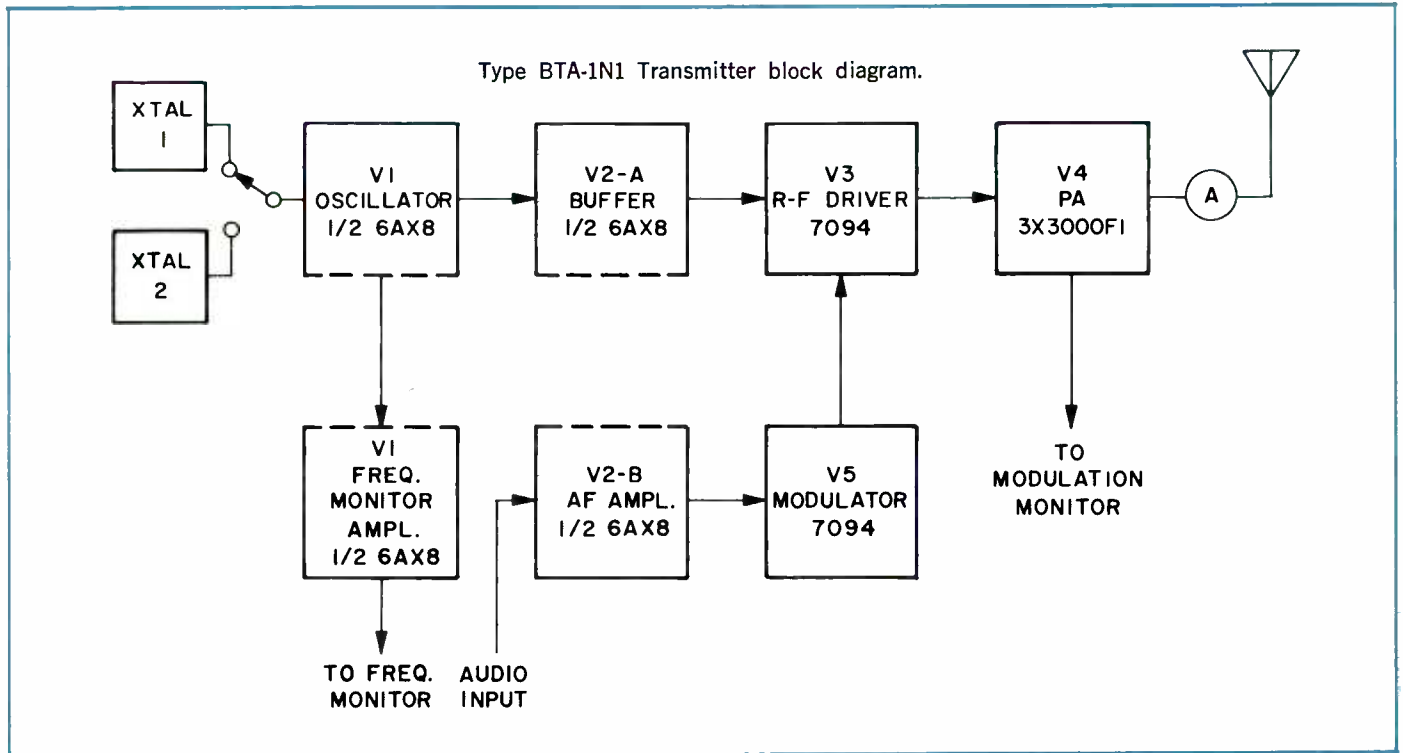 Type BTA-1N1 Transmitter block diagram.
XTAL
1
XTAL
2
V1
OSCILLATOR
1/2 6AX8
V2-A
BUFFER
1/2 6AX8
V3
R-F DRIVER
7094
V4
PA
3X3000F1
A
V1
FREQ.
MONITOR
AMPL.
1/2 6AX8
V2-B
AF AMPL.
1/2 6AX8
V5
MODULATOR
7094
TO
MODULATION
MONITOR
TO FREQ.
MONITOR
AUDIO
INPUT